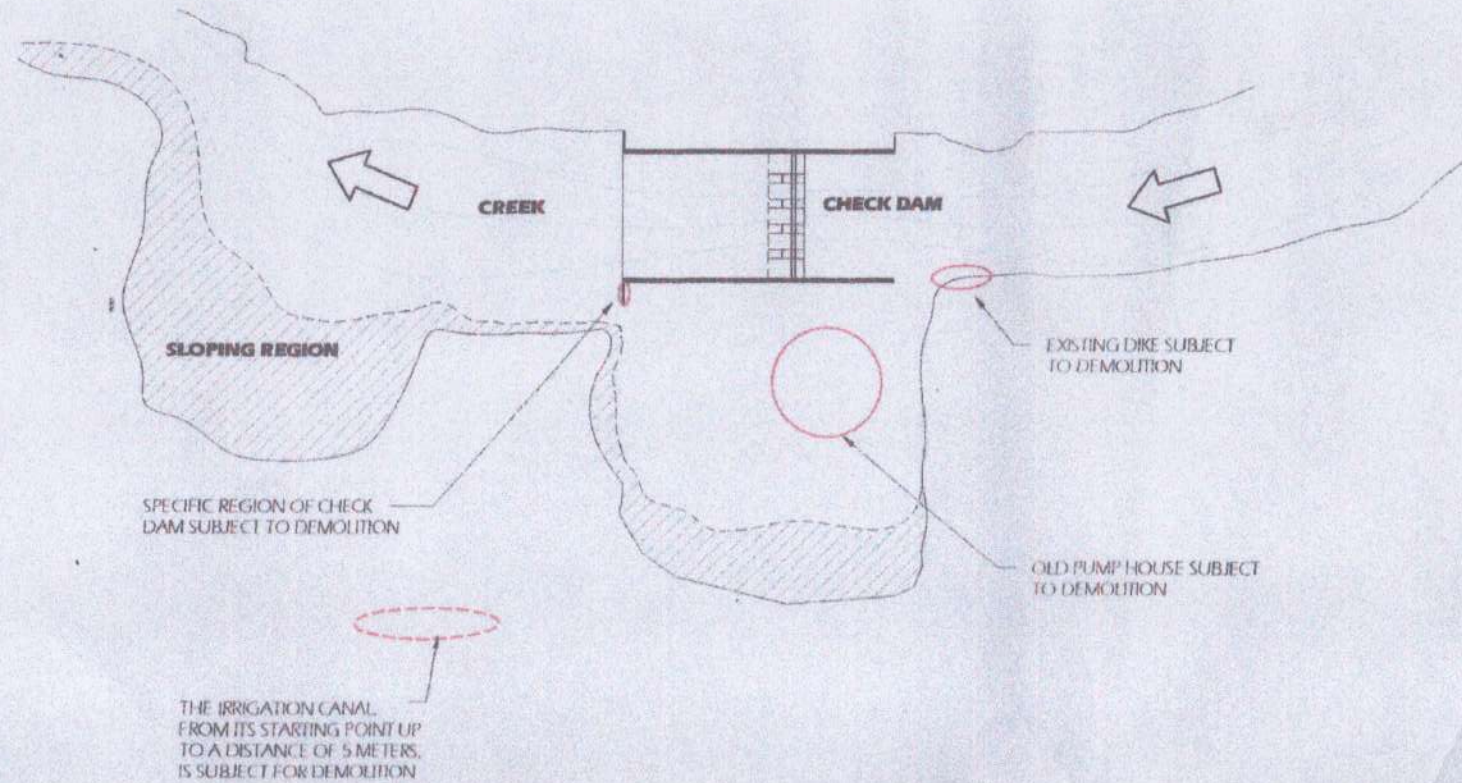 CREEK
CHECK DAM
SLOPING REGION
EXISTING DIKE SUBJECT
TO DEMOLITION
SPECIFIC REGION OF CHECK
DAM SUBJECT TO DEMOLITION
OLD PUMP HOUSE SUBJECT
TO DEMOLITION
THE IRRIGATION CANAL,
FROM ITS STARTING POINT UP
TO A DISTANCE OF 5 METERS,
IS SUBJECT FOR DEMOLITION